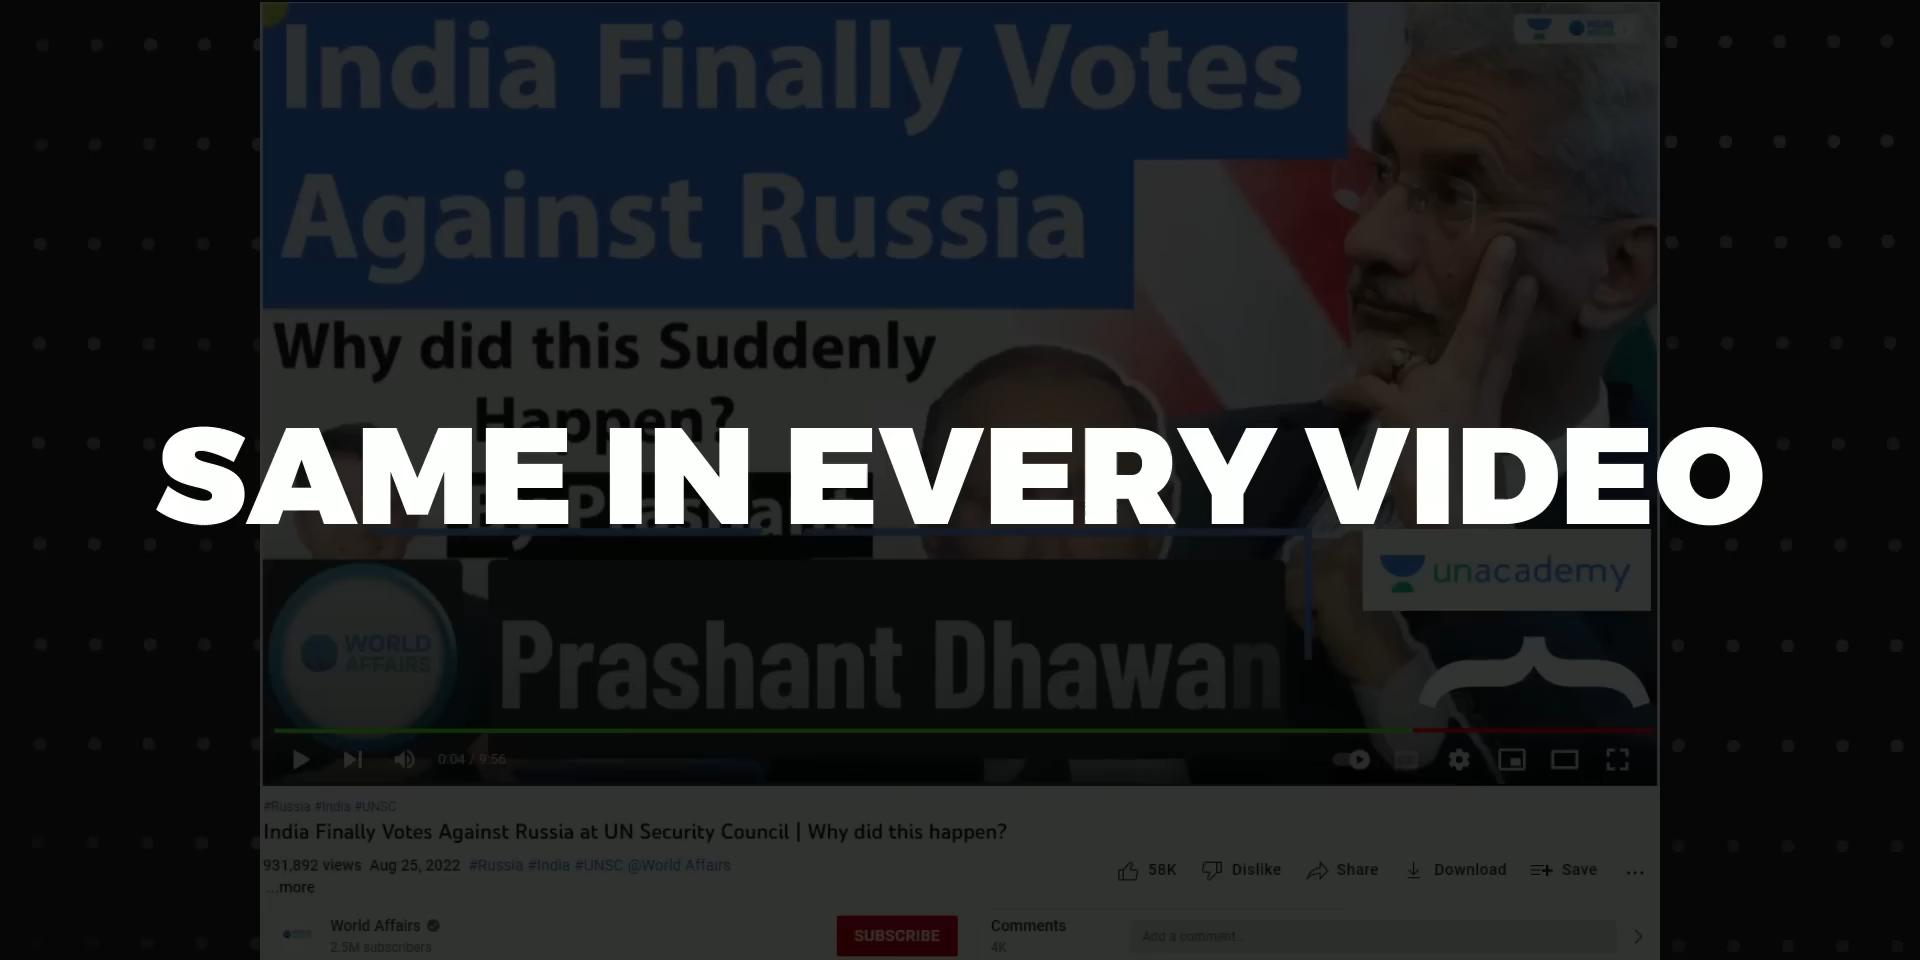 India Finally Votes
Against Russia
Why did this Suddenly
Happen?
By Prashant
SAME IN EVERY VIDEO
unacademy
WORLD
AFFAIRS
Prashant Dhawan
0:04 / 9:56
#Russia #India #UNSC
India Finally Votes Against Russia at UN Security Council | Why did this happen?
931,892 views Aug 25, 2022 #Russia #India #UNSC @World Affairs
...more
58K Dislike Share Download Save ...
World Affairs
2.5M subscribers
SUBSCRIBE
Comments
4K
Add a comment...